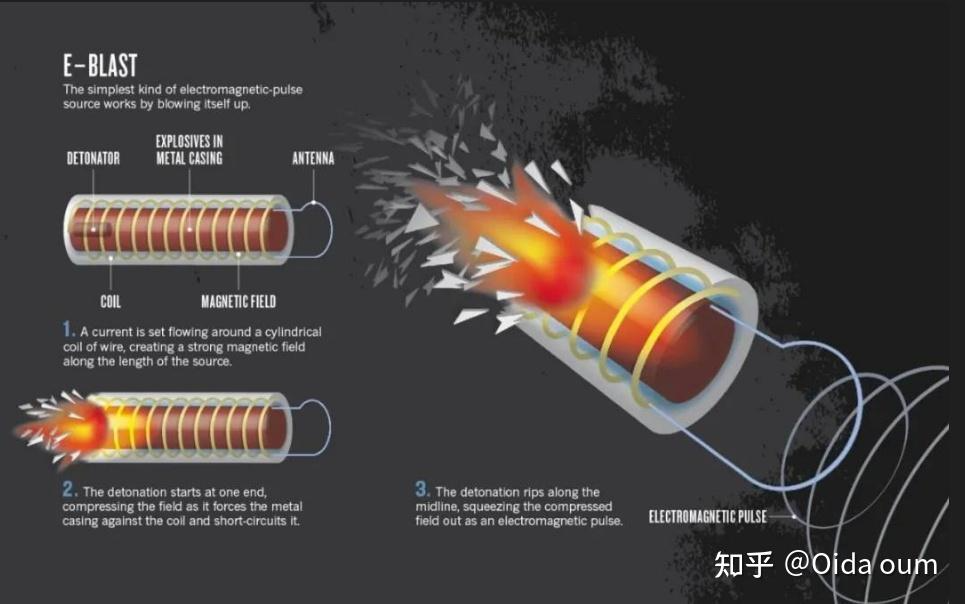 E-BLAST
The simplest kind of electromagnetic-pulse
source works by blowing itself up.
DETONATOR
EXPLOSIVES IN
METAL CASING
ANTENNA
COIL
MAGNETIC FIELD
1. A current is set flowing around a cylindrical
coil of wire, creating a strong magnetic field
along the length of the source.
2. The detonation starts at one end,
compressing the field as it forces the metal
casing against the coil and short-circuits it.
3. The detonation rips along the
midline, squeezing the compressed
field out as an electromagnetic pulse.
ELECTROMAGNETIC PULSE
知乎 @Oida oum